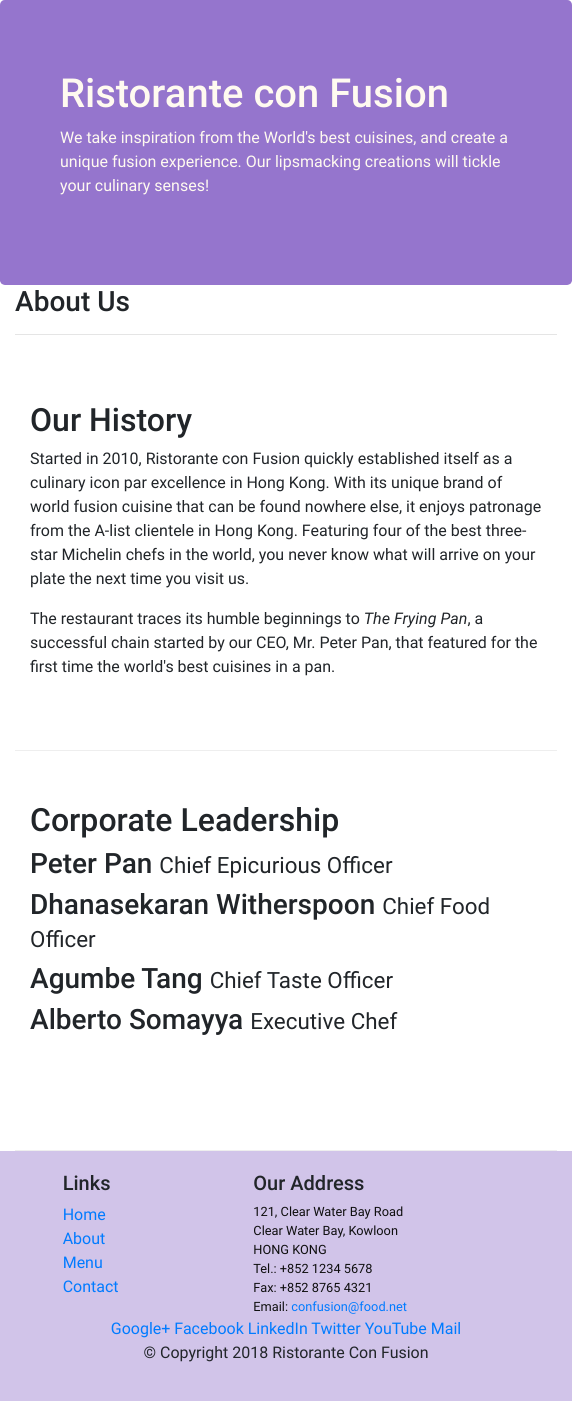 Ristorante con Fusion
We take inspiration from the World's best cuisines, and create a
unique fusion experience. Our lipsmacking creations will tickle
your culinary senses!
About Us
Our History
Started in 2010, Ristorante con Fusion quickly established itself as a
culinary icon par excellence in Hong Kong. With its unique brand of
world fusion cuisine that can be found nowhere else, it enjoys patronage
from the A-list clientele in Hong Kong. Featuring four of the best three-
star Michelin chefs in the world, you never know what will arrive on your
plate the next time you visit us.
The restaurant traces its humble beginnings to The Frying Pan, a
successful chain started by our CEO, Mr. Peter Pan, that featured for the
first time the world's best cuisines in a pan.
Corporate Leadership
Peter Pan Chief Epicurious Officer
Dhanasekaran Witherspoon Chief Food
Officer
Agumbe Tang Chief Taste Officer
Alberto Somayya Executive Chef
Links
Home
About
Menu
Contact
Our Address
121, Clear Water Bay Road
Clear Water Bay, Kowloon
HONG KONG
Tel.: +852 1234 5678
Fax: +852 8765 4321
Email: confusion@food.net
Google+ Facebook LinkedIn Twitter YouTube Mail
© Copyright 2018 Ristorante Con Fusion